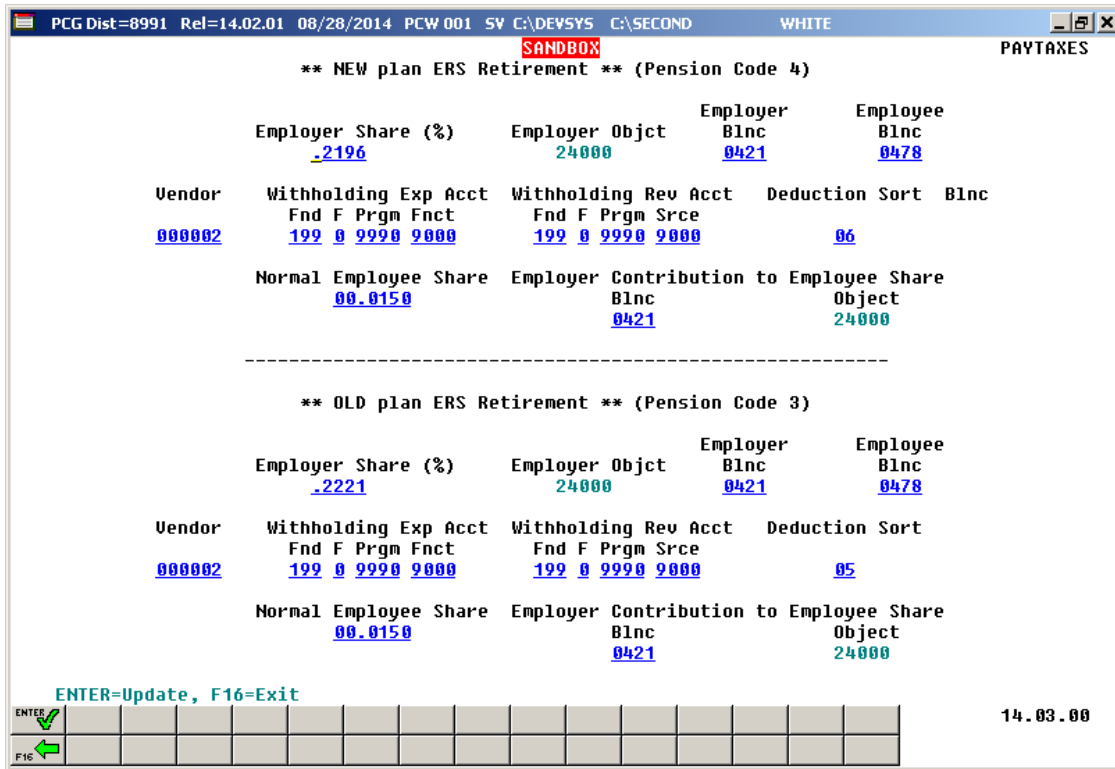 PCG Dist=8991 Rel=14.02.01 08/28/2014 PCW 001 SV C:\DEVSYS C:\SECOND WHITE
SANDBOX PAYTAXES
** NEW plan ERS Retirement ** (Pension Code 4)
Employer Employee
Employer Share (%) Employer Objct Blnc Blnc
.2196 24000 0421 0478
Vendor Withholding Exp Acct Withholding Rev Acct Deduction Sort Blnc
Fnd F Prgm Fnct Fnd F Prgm Srce
000002 199 0 9990 9000 199 0 9990 9000 06
Normal Employee Share Employer Contribution to Employee Share
00.0150 Blnc Object
0421 24000
----------------------------------------------------------
** OLD plan ERS Retirement ** (Pension Code 3)
Employer Employee
Employer Share (%) Employer Objct Blnc Blnc
.2221 24000 0421 0478
Vendor Withholding Exp Acct Withholding Rev Acct Deduction Sort
Fnd F Prgm Fnct Fnd F Prgm Srce
000002 199 0 9990 9000 199 0 9990 9000 05
Normal Employee Share Employer Contribution to Employee Share
00.0150 Blnc Object
0421 24000
ENTER=Update, F16=Exit
ENTER 14.03.00
F16